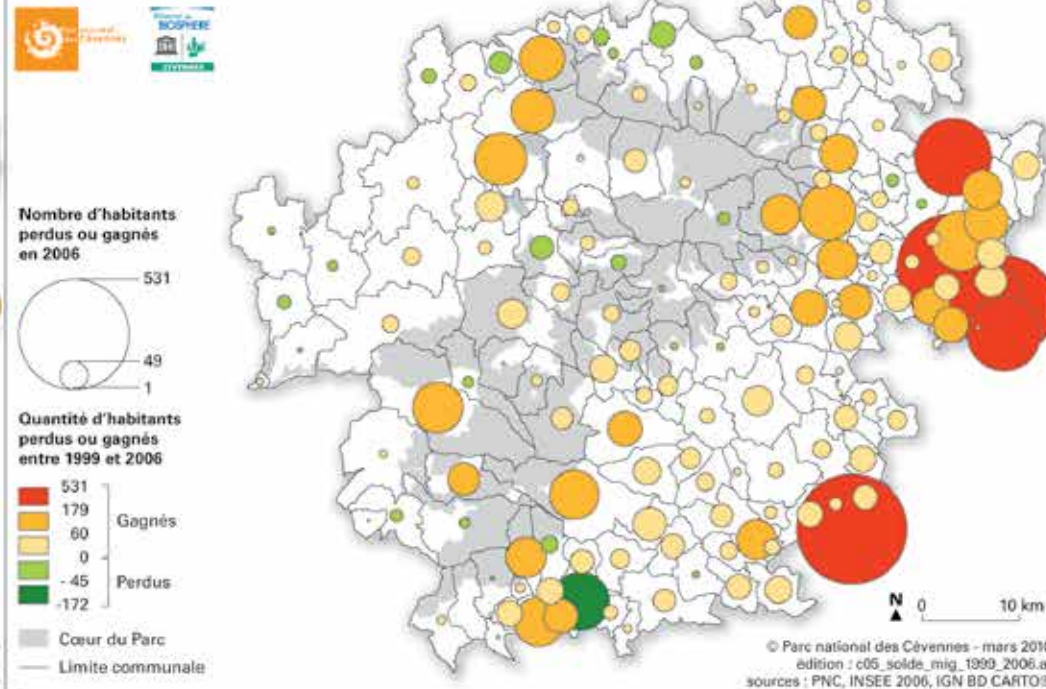 BIOSPHERE
CÉVENNES
Nombre d'habitants
perdus ou gagnés
en 2006
531
49
1
Quantité d'habitants
perdus ou gagnés
entre 1999 et 2006
531
179
60
0
- 45
-172
Gagnés
Perdus
Cœur du Parc
Limite communale
N
0 10 km
© Parc national des Cévennes - mars 2010
édition : c05_solde_mig_1999_2006.a
sources : PNC, INSEE 2006, IGN BD CARTO®